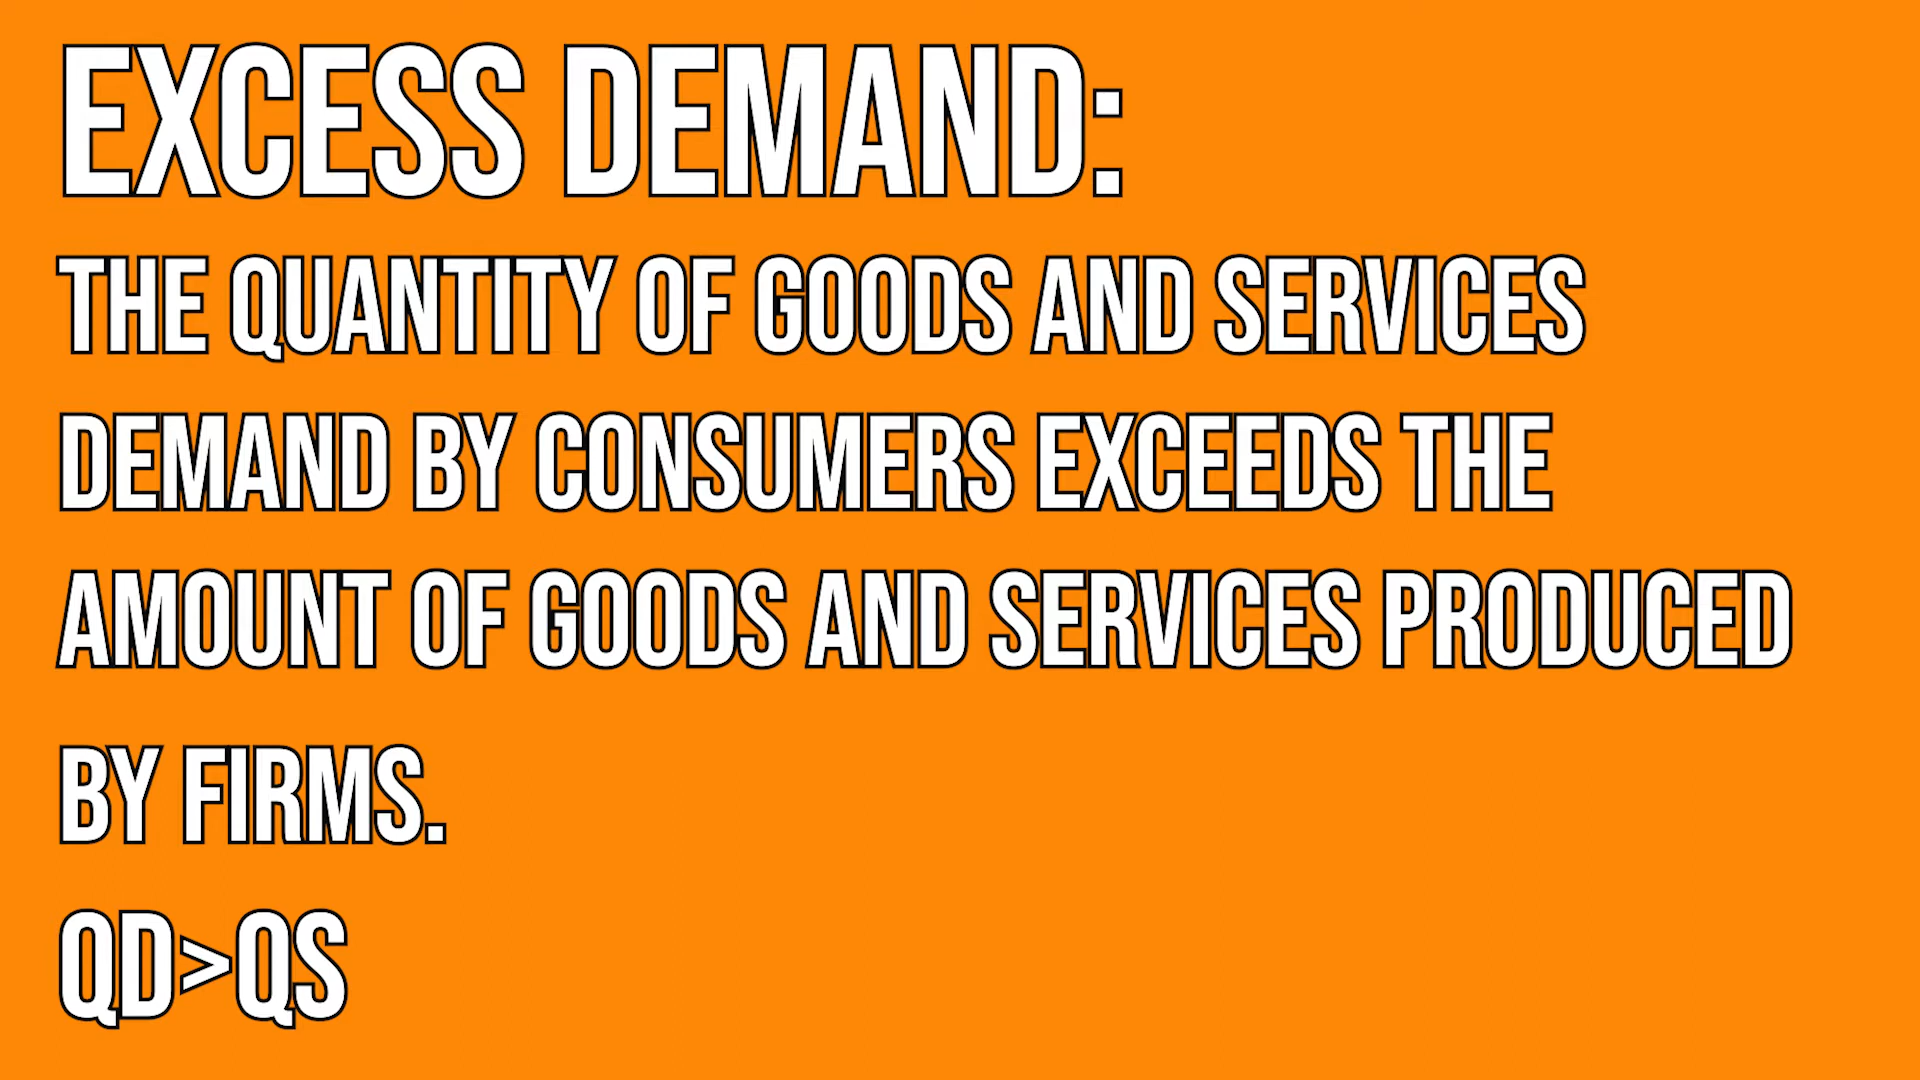 EXCESS DEMAND:
THE QUANTITY OF GOODS AND SERVICES
DEMAND BY CONSUMERS EXCEEDS THE
AMOUNT OF GOODS AND SERVICES PRODUCED
BY FIRMS.
QD>QS